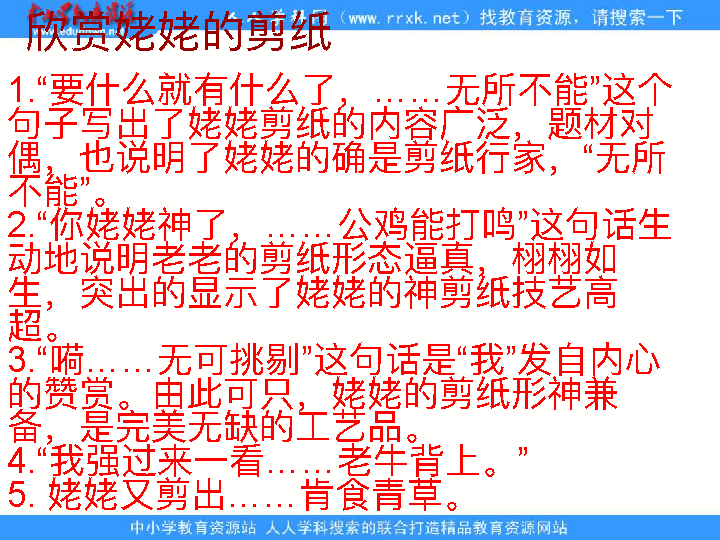 人人学科网（www.rrxk.net）找教育资源，请搜索一下
欣赏姥姥的剪纸
1.“要什么就有什么了，……无所不能”这个
句子写出了姥姥剪纸的内容广泛，题材对
偶，也说明了姥姥的确是剪纸行家，“无所
不能”。
2.“你姥姥神了，……公鸡能打鸣”这句话生
动地说明老老的剪纸形态逼真，栩栩如
生，突出的显示了姥姥的神剪纸技艺高
超。
3.“嗬……无可挑剔”这句话是“我”发自内心
的赞赏。由此可只，姥姥的剪纸形神兼
备，是完美无缺的工艺品。
4.“我强过来一看……老牛背上。”
5. 姥姥又剪出……肯食青草。
中小学教育资源站 人人学科搜索的联合打造精品教育资源网站